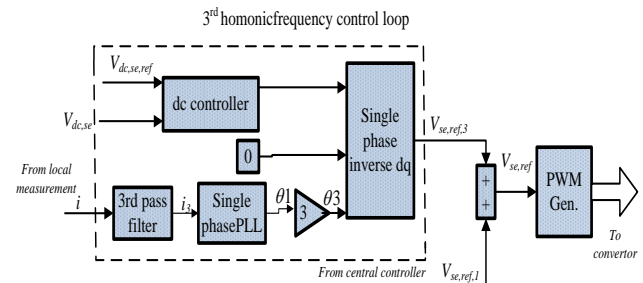 3rd homonicfrequency control loop
Vdc,se,ref
Vdc,se
dc controller
0
Single
phase
inverse dq
Vse,ref,3
Vse,ref
+
+
PWM
Gen.
To
convertor
From local
measurement
i
3rd pass
filter
i3
Single
phasePLL
θ1
3
θ3
From central controller
Vse,ref,1